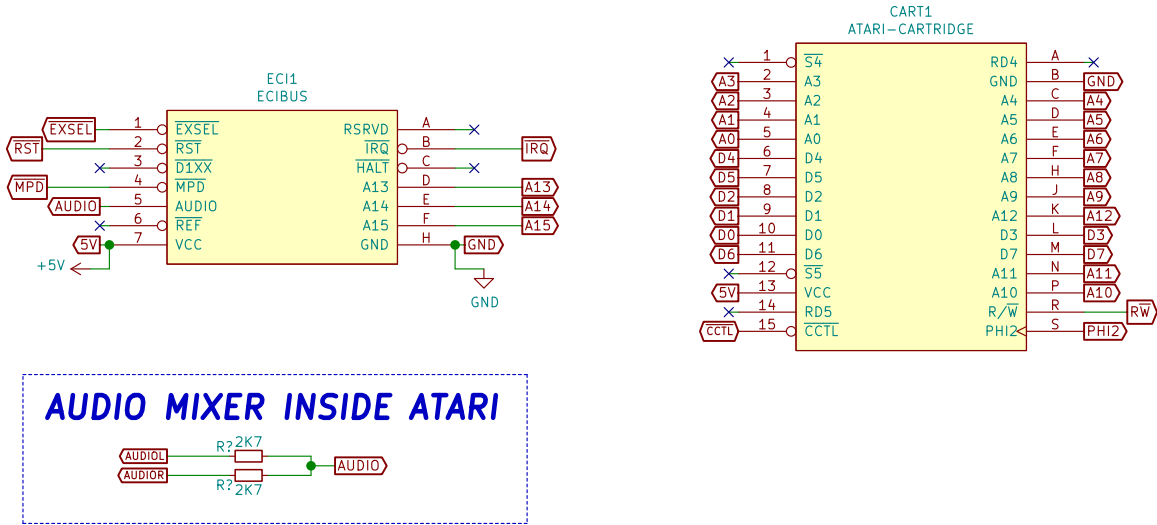 ECI1
ECIBUS
EXSEL 1 EXSEL RSRVD A
RST 2 RST IRQ B IRQ
3 D1XX HALT C
MPD 4 MPD A13 D A13
AUDIO 5 AUDIO A14 E A14
6 REF A15 F A15
5V 7 VCC GND H GND
+5V
GND
CART1
ATARI-CARTRIDGE
1 S4 RD4 A
A3 2 A3 GND B GND
A2 3 A2 A4 C A4
A1 4 A1 A5 D A5
A0 5 A0 A6 E A6
D4 6 D4 A7 F A7
D5 7 D5 A8 H A8
D2 8 D2 A9 J A9
D1 9 D1 A12 K A12
D0 10 D0 D3 L D3
D6 11 D6 D7 M D7
12 S5 A11 N A11
5V 13 VCC A10 P A10
14 RD5 R/W R RW
CCTL 15 CCTL PHI2 S PHI2
AUDIO MIXER INSIDE ATARI
AUDIOL R? 2K7
AUDIO
AUDIOR R? 2K7